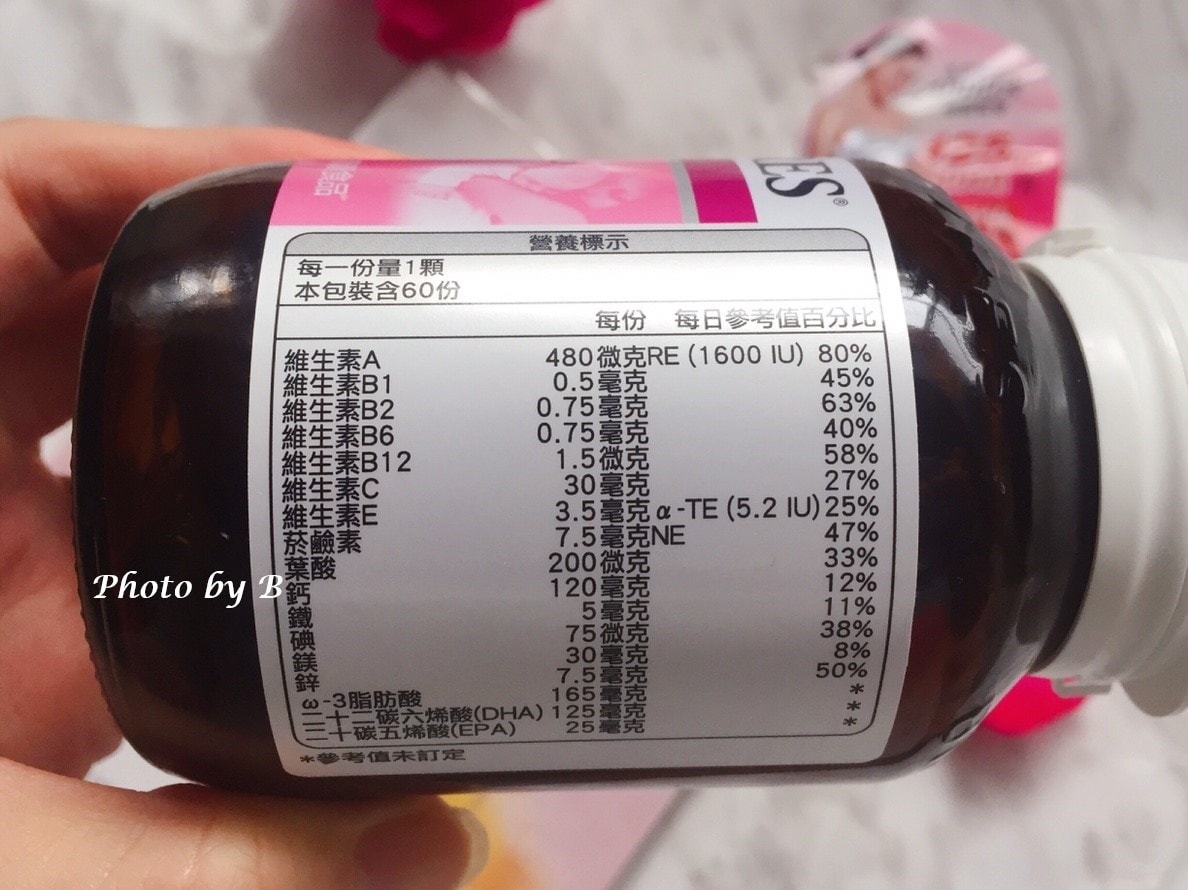 ES®
營養標示
每一份量1顆
本包裝含60份
每份 每日參考值百分比
維生素A 480微克RE (1600 IU) 80%
維生素B1 0.5毫克 45%
維生素B2 0.75毫克 63%
維生素B6 0.75毫克 40%
維生素B12 1.5微克 58%
維生素C 30毫克 27%
維生素E 3.5毫克α-TE (5.2 IU) 25%
菸鹼素 7.5毫克NE 47%
葉酸 200微克 33%
鈣 120毫克 12%
鐵 5毫克 11%
碘 75微克 38%
鎂 30毫克 8%
鋅 7.5毫克 50%
ω-3脂肪酸 165毫克 *
二十二碳六烯酸(DHA) 125毫克 *
二十碳五烯酸(EPA) 25毫克 *
*參考值未訂定
Photo by B